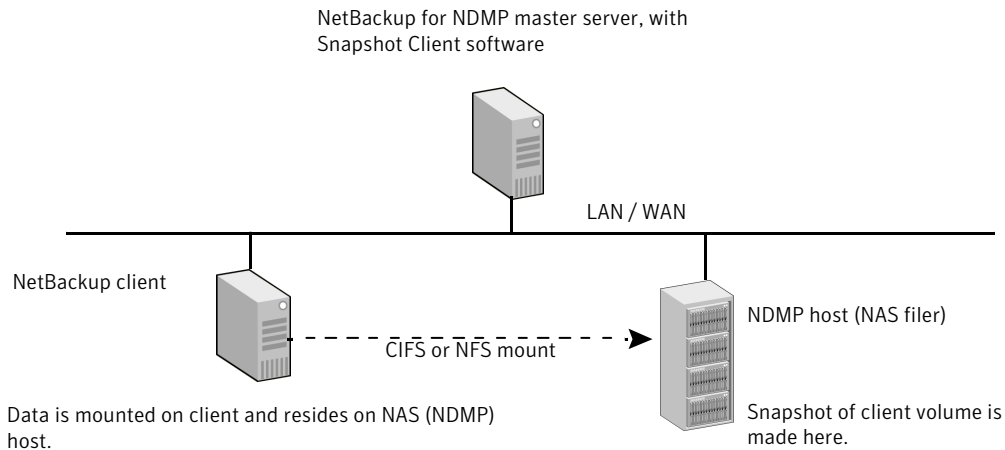 NetBackup for NDMP master server, with
Snapshot Client software
LAN / WAN
NetBackup client
NDMP host (NAS filer)
CIFS or NFS mount
Data is mounted on client and resides on NAS (NDMP)
host.
Snapshot of client volume is
made here.